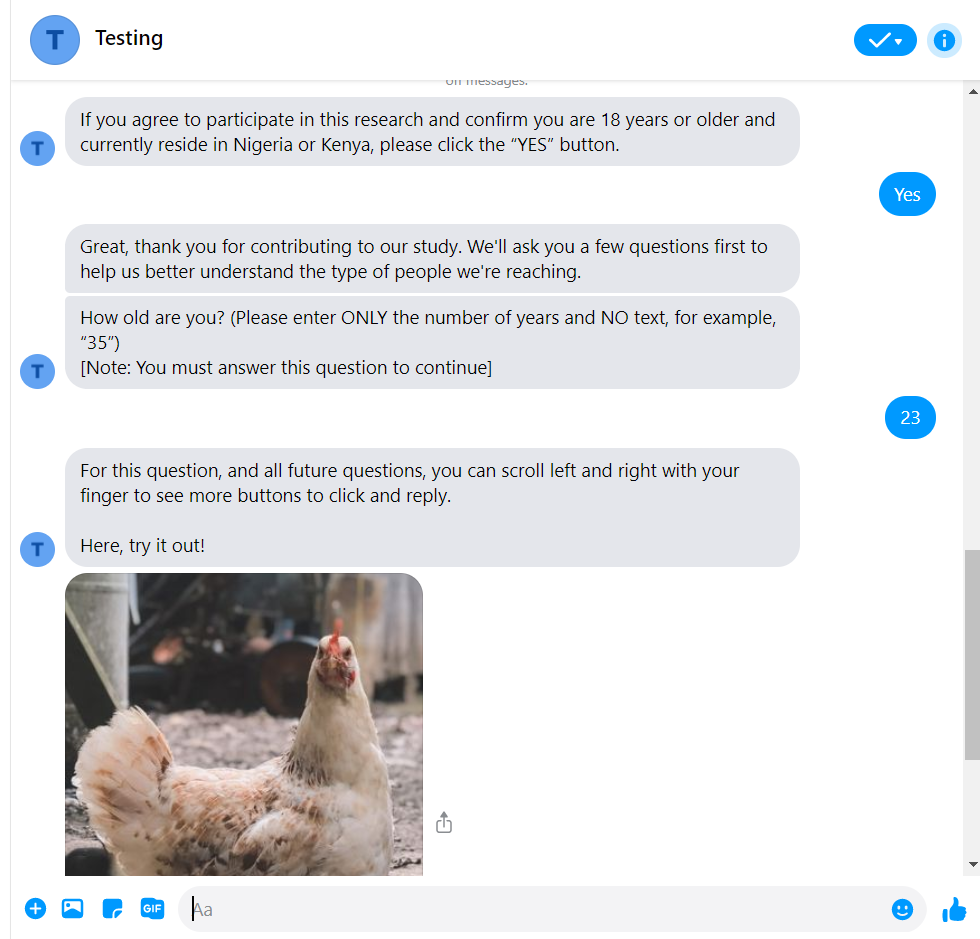 T
Testing
off messages.
If you agree to participate in this research and confirm you are 18 years or older and
currently reside in Nigeria or Kenya, please click the “YES” button.
T
Yes
Great, thank you for contributing to our study. We'll ask you a few questions first to
help us better understand the type of people we're reaching.
How old are you? (Please enter ONLY the number of years and NO text, for example,
“35”)
[Note: You must answer this question to continue]
T
23
For this question, and all future questions, you can scroll left and right with your
finger to see more buttons to click and reply.
Here, try it out!
T
GIF
Aa